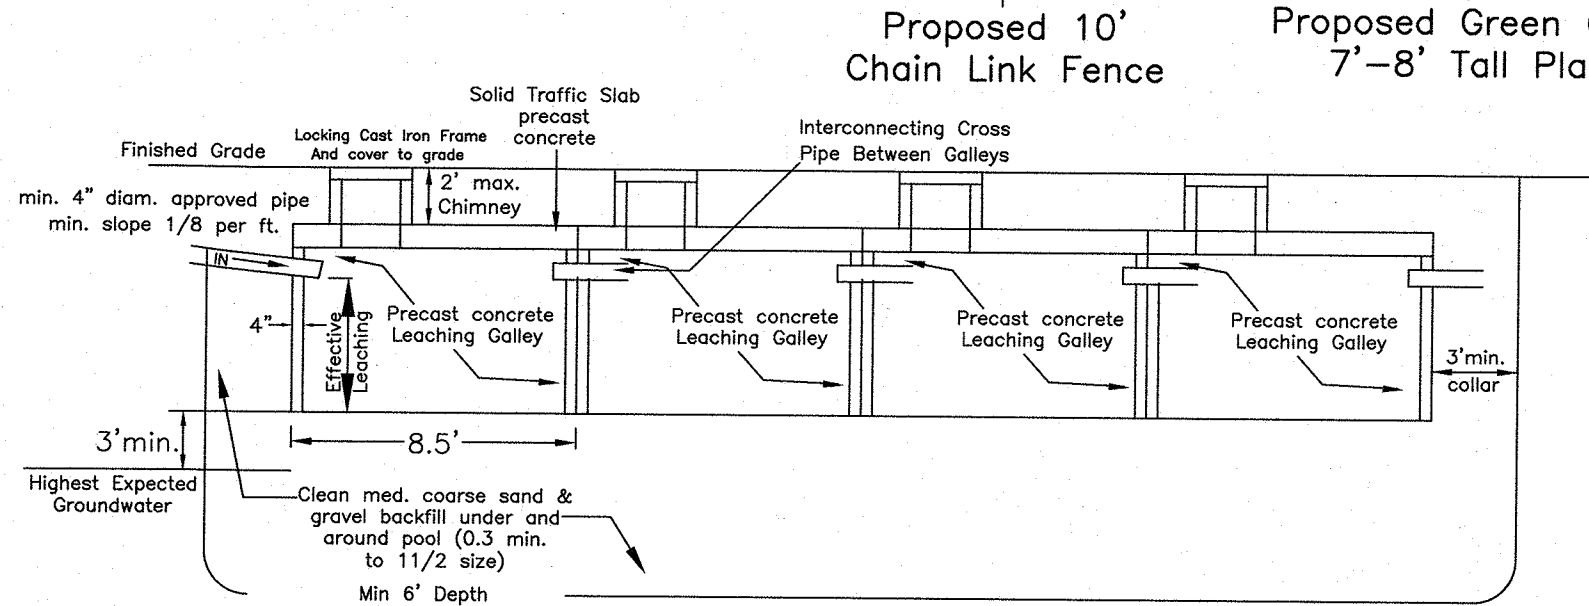 Proposed 10'
Chain Link Fence
Proposed Green
7'-8' Tall Pla
Solid Traffic Slab
precast
concrete
Locking Cast Iron Frame
And cover to grade
Interconnecting Cross
Pipe Between Galleys
Finished Grade
2' max.
Chimney
min. 4" diam. approved pipe
min. slope 1/8 per ft.
IN
4"
Effective
Leaching
Precast concrete
Leaching Galley
Precast concrete
Leaching Galley
Precast concrete
Leaching Galley
Precast concrete
Leaching Galley
3'min.
collar
3'min.
8.5'
Highest Expected
Groundwater
Clean med. coarse sand &
gravel backfill under and
around pool (0.3 min.
to 11/2 size)
Min 6' Depth